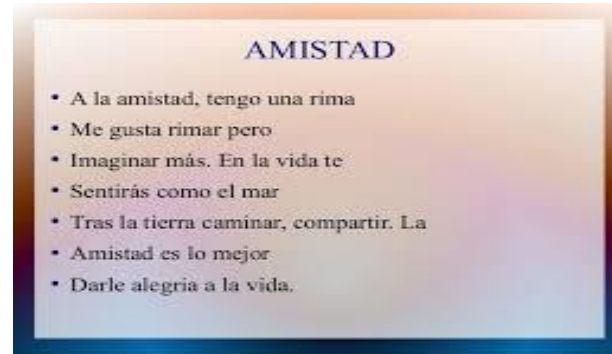 AMISTAD
• A la amistad, tengo una rima
• Me gusta rimar pero
• Imaginar más. En la vida te
• Sentirás como el mar
• Tras la tierra caminar, compartir. La
• Amistad es lo mejor
• Darle alegria a la vida.